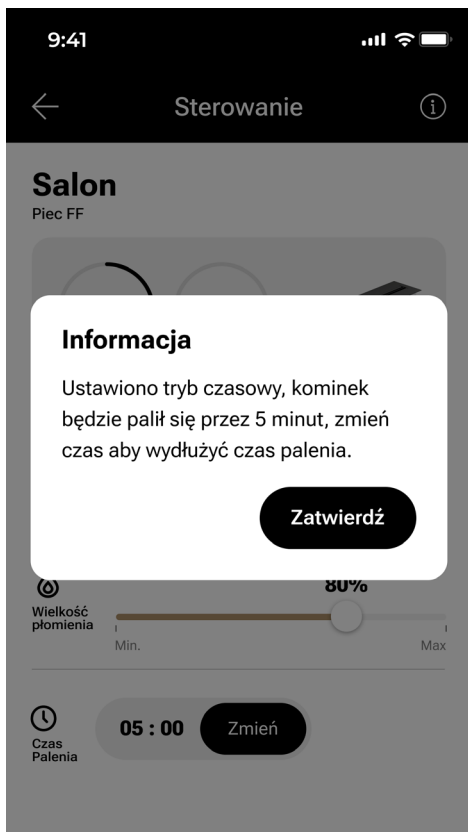 9:41
Sterowanie
Salon
Piec FF
Informacja
Ustawiono tryb czasowy, kominek
będzie palił się przez 5 minut, zmień
czas aby wydłużyć czas palenia.
Zatwierdź
80%
Wielkość
płomienia
Min.
Max
05 : 00
Zmień
Czas
Palenia